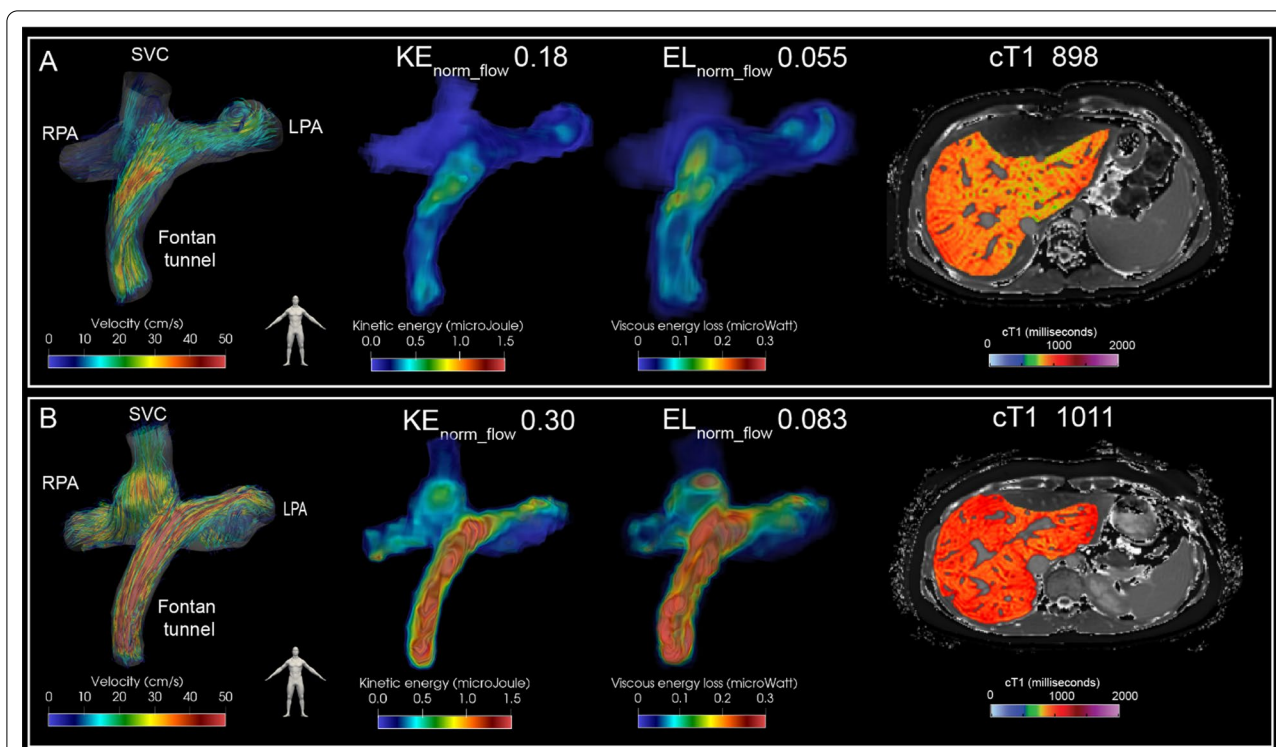 A
SVC
RPA
LPA
Fontan
tunnel
Velocity (cm/s)
0 10 20 30 40 50
KEnorm_flow 0.18
Kinetic energy (microJoule)
0.0 0.5 1.0 1.5
ELnorm_flow 0.055
Viscous energy loss (microWatt)
0 0.1 0.2 0.3
cT1 898
cT1 (milliseconds)
0 1000 2000
B
SVC
RPA
LPA
Fontan
tunnel
Velocity (cm/s)
0 10 20 30 40 50
KEnorm_flow 0.30
Kinetic energy (microJoule)
0.0 0.5 1.0 1.5
ELnorm_flow 0.083
Viscous energy loss (microWatt)
0 0.1 0.2 0.3
cT1 1011
cT1 (milliseconds)
0 1000 2000